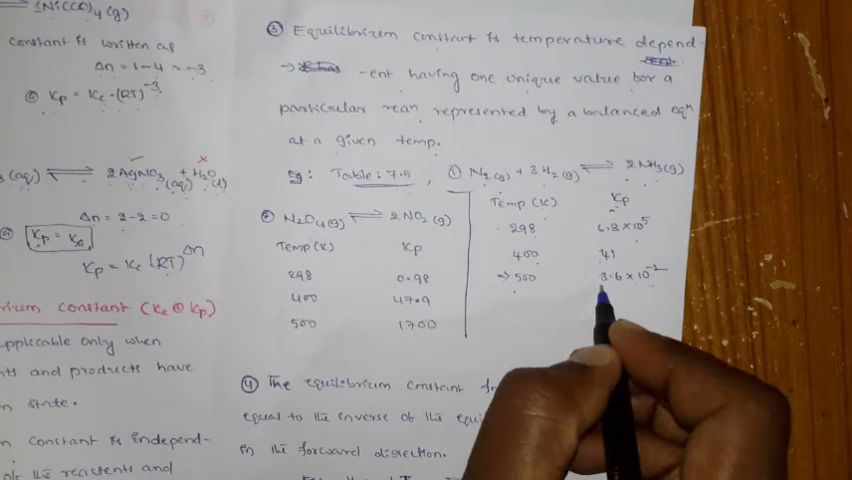 ⇌ [Ni(CO)4 (g)
constant is written as
Δn = 1-4 = -3
Kp = Kc · (RT)^-3
3 (aq) ⇌ 2AgNO3 (aq) + H2O (l)
Δn = 2-2 = 0
Kp = Kc
Kp = Kc (RT)^Δn
rium constant (Kc Kp)
applicable only when
nts and products have
n state.
n constant is independ-
of the reactants and
③ Equilibrium constant is temperature depend-
→ -ent having one unique value for a
particular reaⁿ represented by a balanced eqⁿ
at a given temp.
Eg: Table: 7.5, ① N2(g) + 3H2(g) ⇌ 2NH3(g)
Temp (K) Kp
298 6.8 × 10^5
400 41
→ 500 3.6 × 10^-2
② N2O4(g) ⇌ 2NO2(g)
Temp(K) Kp
298 0.98
400 47.9
500 1700
④ The equilibrium constant
equal to the inverse of the equi
in the forward disrection.